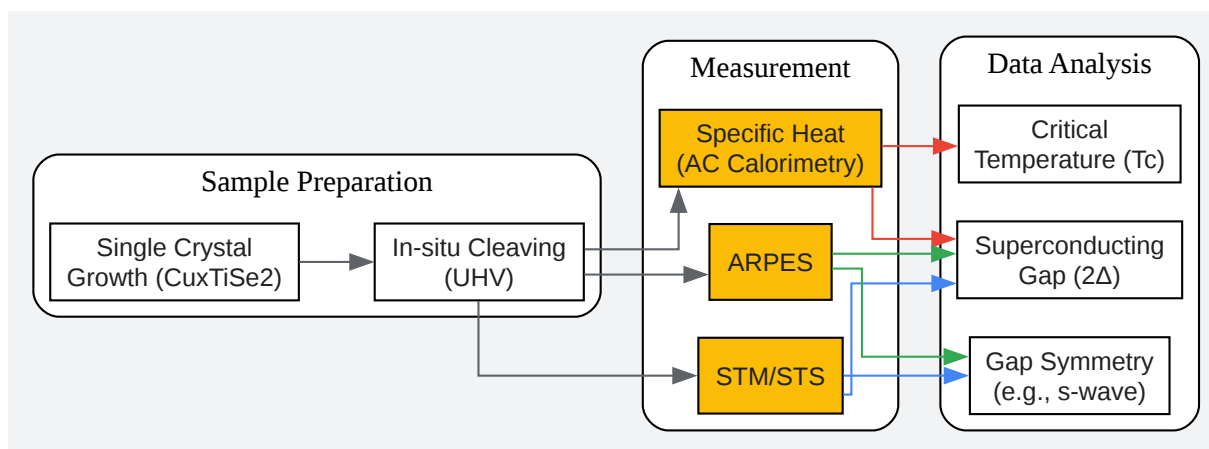 Sample Preparation
Single Crystal
Growth (CuxTiSe2)
In-situ Cleaving
(UHV)
Measurement
Specific Heat
(AC Calorimetry)
ARPES
STM/STS
Data Analysis
Critical
Temperature (Tc)
Superconducting
Gap (2Δ)
Gap Symmetry
(e.g., s-wave)